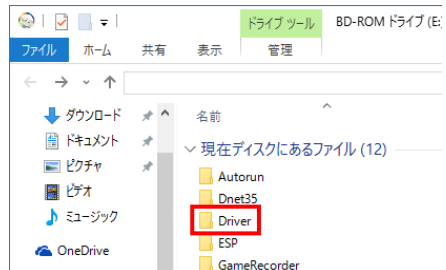 ドライブ ツール
BD-ROM ドライブ (E:)
ファイル
ホーム
共有
表示
管理
ダウンロード
ドキュメント
ピクチャ
ビデオ
ミュージック
OneDrive
名前
現在ディスクにあるファイル (12)
Autorun
Dnet35
Driver
ESP
GameRecorder